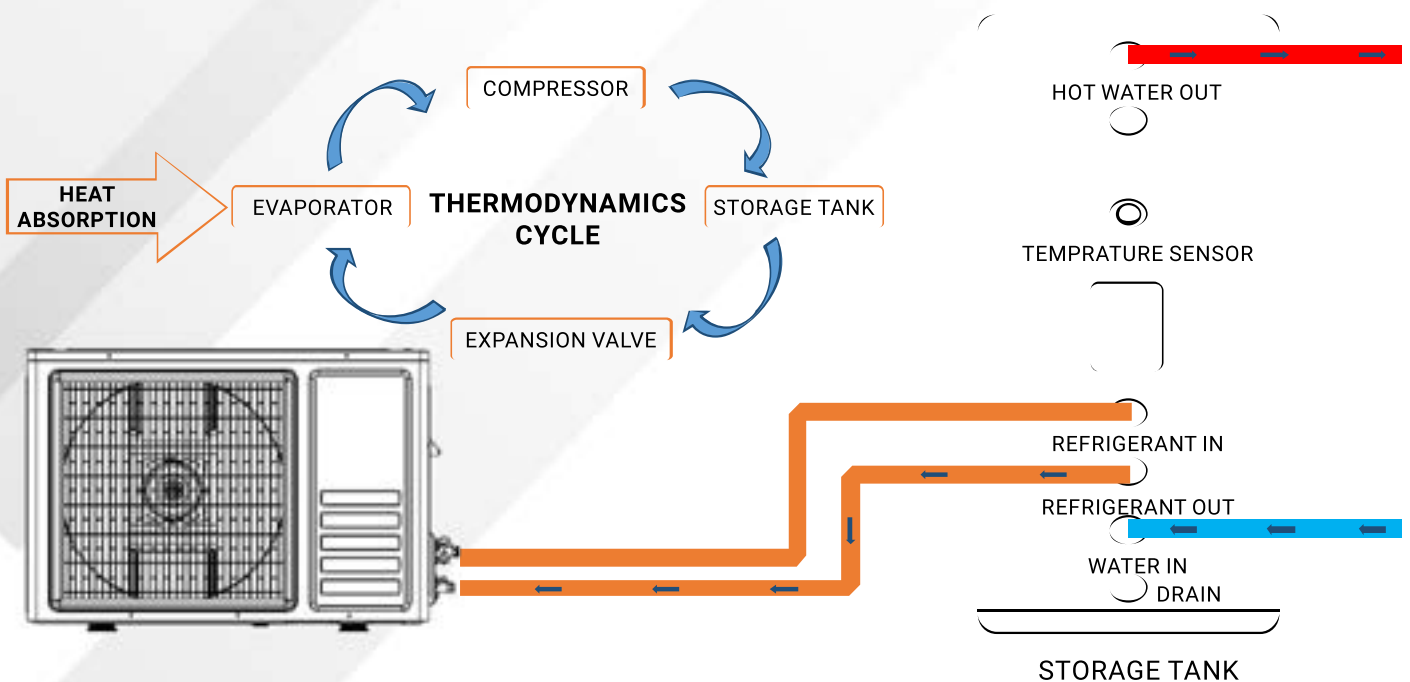 COMPRESSOR
HEAT
ABSORPTION
EVAPORATOR
THERMODYNAMICS
CYCLE
STORAGE TANK
EXPANSION VALVE
HOT WATER OUT
TEMPRATURE SENSOR
REFRIGERANT IN
REFRIGERANT OUT
WATER IN
DRAIN
STORAGE TANK